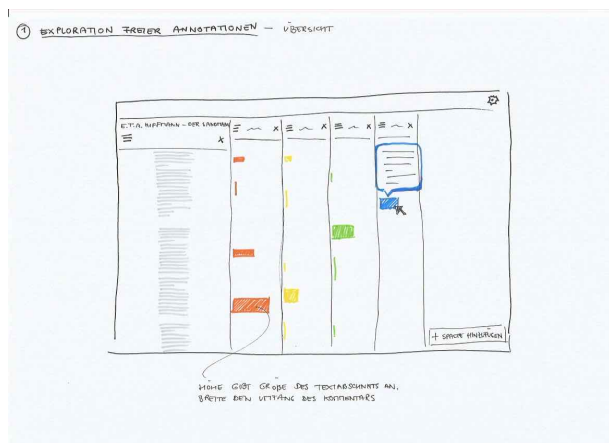 1 EXPLORATION FREIER ANNOTATIONEN — ÜBERSICHT
E.T.A. HOFFMANN - DER SANDMANN
x x x x x
+ SPALTE HINZUFÜGEN
HÖHE GIBT GRÖßE DES TEXTABSCHNITTS AN,
BREITE DEN UMFANG DES KOMMENTARS